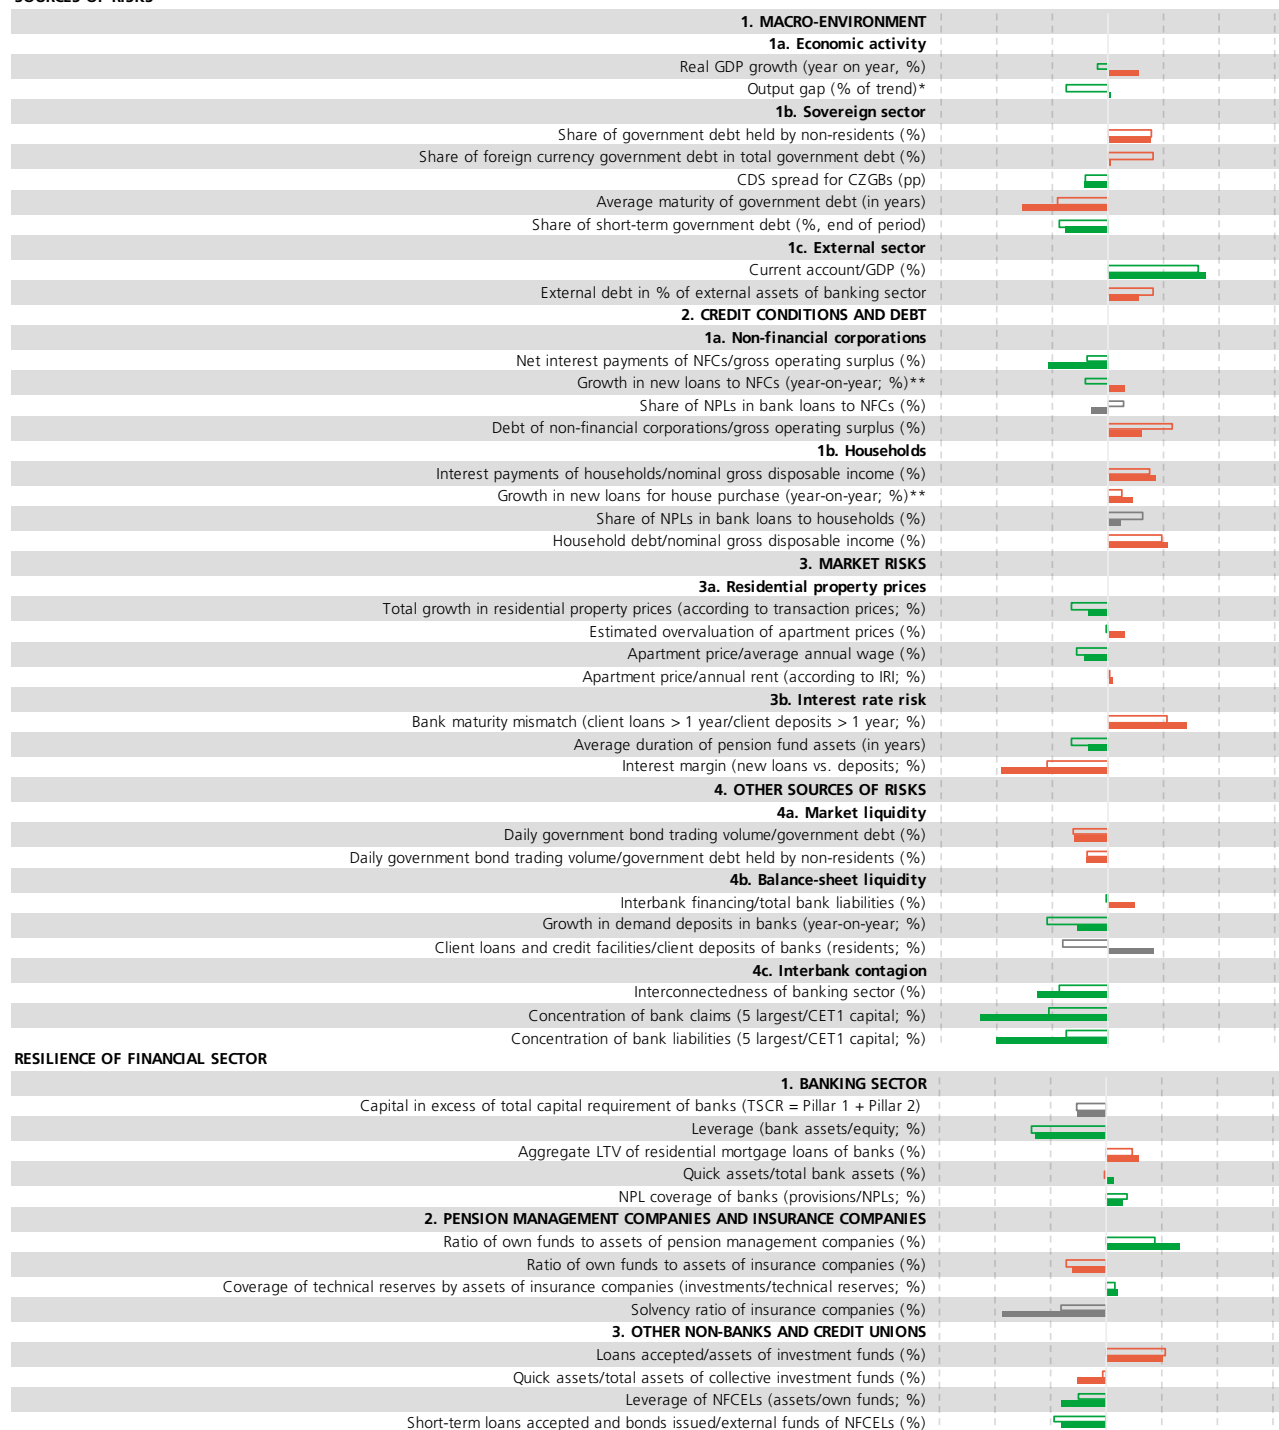 SOURCES OF RISKS
1. MACRO-ENVIRONMENT
1a. Economic activity
Real GDP growth (year on year, %)
Output gap (% of trend)*
1b. Sovereign sector
Share of government debt held by non-residents (%)
Share of foreign currency government debt in total government debt (%)
CDS spread for CZGBs (pp)
Average maturity of government debt (in years)
Share of short-term government debt (%, end of period)
1c. External sector
Current account/GDP (%)
External debt in % of external assets of banking sector
2. CREDIT CONDITIONS AND DEBT
1a. Non-financial corporations
Net interest payments of NFCs/gross operating surplus (%)
Growth in new loans to NFCs (year-on-year; %)**
Share of NPLs in bank loans to NFCs (%)
Debt of non-financial corporations/gross operating surplus (%)
1b. Households
Interest payments of households/nominal gross disposable income (%)
Growth in new loans for house purchase (year-on-year; %)**
Share of NPLs in bank loans to households (%)
Household debt/nominal gross disposable income (%)
3. MARKET RISKS
3a. Residential property prices
Total growth in residential property prices (according to transaction prices; %)
Estimated overvaluation of apartment prices (%)
Apartment price/average annual wage (%)
Apartment price/annual rent (according to IRI; %)
3b. Interest rate risk
Bank maturity mismatch (client loans > 1 year/client deposits > 1 year; %)
Average duration of pension fund assets (in years)
Interest margin (new loans vs. deposits; %)
4. OTHER SOURCES OF RISKS
4a. Market liquidity
Daily government bond trading volume/government debt (%)
Daily government bond trading volume/government debt held by non-residents (%)
4b. Balance-sheet liquidity
Interbank financing/total bank liabilities (%)
Growth in demand deposits in banks (year-on-year; %)
Client loans and credit facilities/client deposits of banks (residents; %)
4c. Interbank contagion
Interconnectedness of banking sector (%)
Concentration of bank claims (5 largest/CET1 capital; %)
Concentration of bank liabilities (5 largest/CET1 capital; %)
RESILIENCE OF FINANCIAL SECTOR
1. BANKING SECTOR
Capital in excess of total capital requirement of banks (TSCR = Pillar 1 + Pillar 2)
Leverage (bank assets/equity; %)
Aggregate LTV of residential mortgage loans of banks (%)
Quick assets/total bank assets (%)
NPL coverage of banks (provisions/NPLs; %)
2. PENSION MANAGEMENT COMPANIES AND INSURANCE COMPANIES
Ratio of own funds to assets of pension management companies (%)
Ratio of own funds to assets of insurance companies (%)
Coverage of technical reserves by assets of insurance companies (investments/technical reserves; %)
Solvency ratio of insurance companies (%)
3. OTHER NON-BANKS AND CREDIT UNIONS
Loans accepted/assets of investment funds (%)
Quick assets/total assets of collective investment funds (%)
Leverage of NFCELs (assets/own funds; %)
Short-term loans accepted and bonds issued/external funds of NFCELs (%)